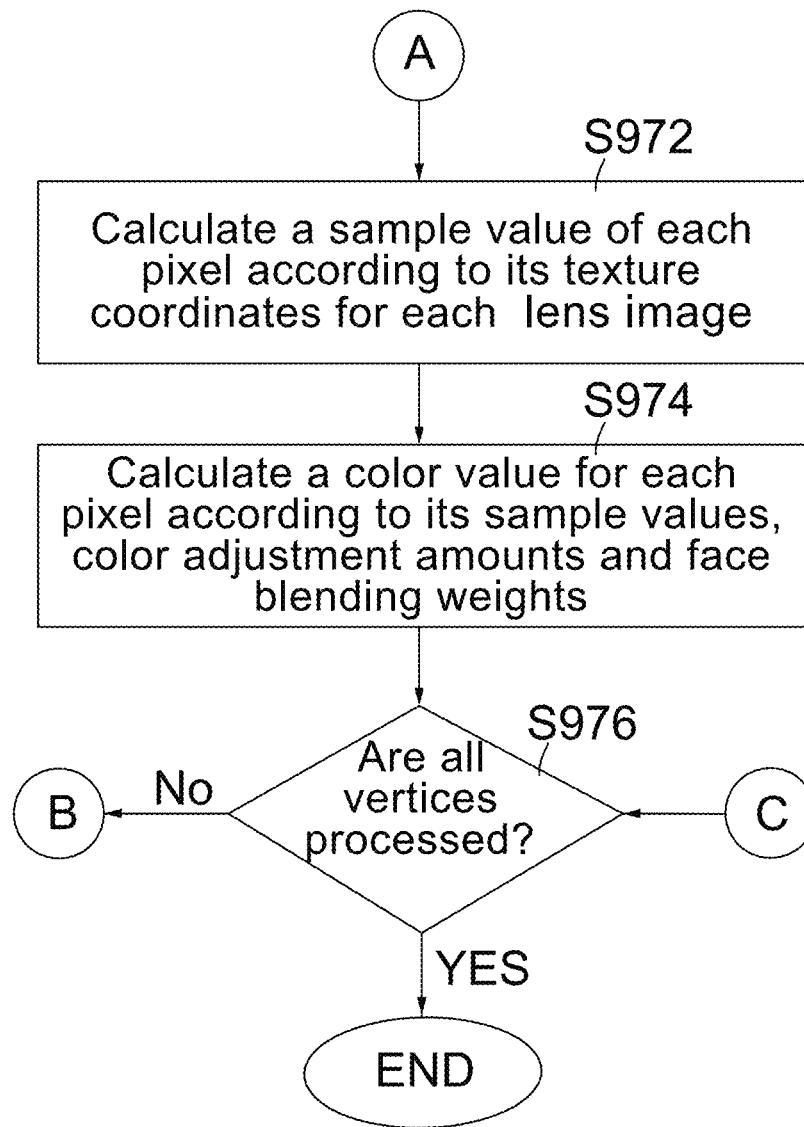 A
S972
Calculate a sample value of each
pixel according to its texture
coordinates for each lens image
S974
Calculate a color value for each
pixel according to its sample values,
color adjustment amounts and face
blending weights
S976
Are all
vertices
processed?
No
B
C
YES
END